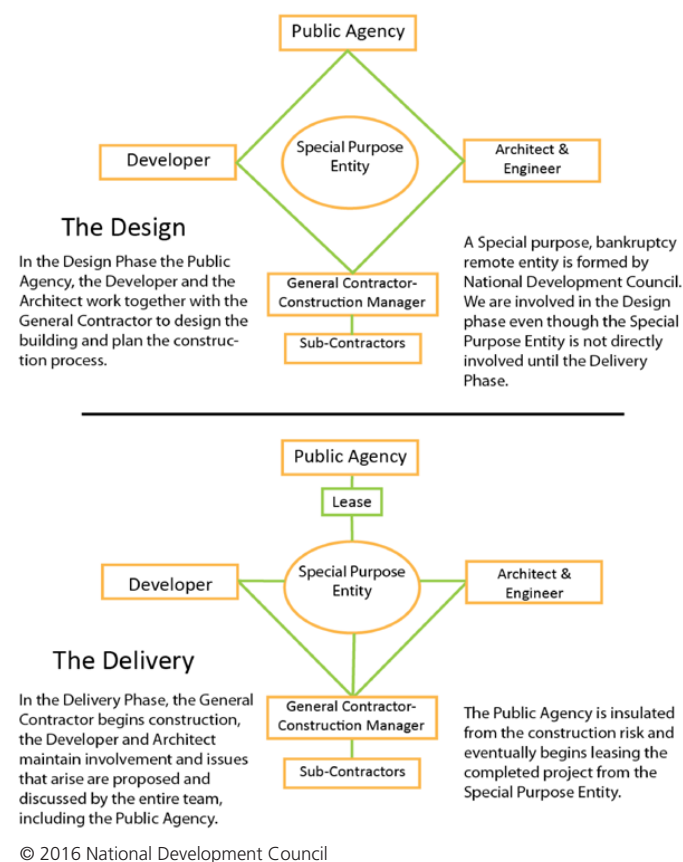 Public Agency
Special Purpose
Entity
Developer
Architect &
Engineer
The Design
In the Design Phase the Public
Agency, the Developer and the
Architect work together with the
General Contractor to design the
building and plan the construc-
tion process.
General Contractor-
Construction Manager
Sub-Contractors
A Special purpose, bankruptcy
remote entity is formed by
National Development Council.
We are involved in the Design
phase even though the Special
Purpose Entity is not directly
involved until the Delivery
Phase.
Public Agency
Lease
Special Purpose
Entity
Developer
Architect &
Engineer
The Delivery
In the Delivery Phase, the General
Contractor begins construction,
the Developer and Architect
maintain involvement and issues
that arise are proposed and
discussed by the entire team,
including the Public Agency.
General Contractor-
Construction Manager
Sub-Contractors
The Public Agency is insulated
from the construction risk and
eventually begins leasing the
completed project from the
Special Purpose Entity.
© 2016 National Development Council